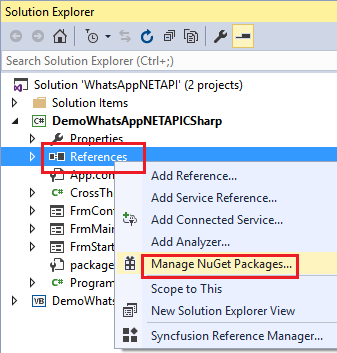 Solution Explorer
Search Solution Explorer (Ctrl+;)
Solution 'WhatsAppNETAPI' (2 projects)
Solution Items
DemoWhatsAppNETAPICSharp
Properties
References
App.con
CrossTh
FrmCon
FrmMai
FrmStart
package
Program
DemoWhats
Add Reference...
Add Service Reference...
Add Connected Service...
Add Analyzer...
Manage NuGet Packages...
Scope to This
New Solution Explorer View
Syncfusion Reference Manager...